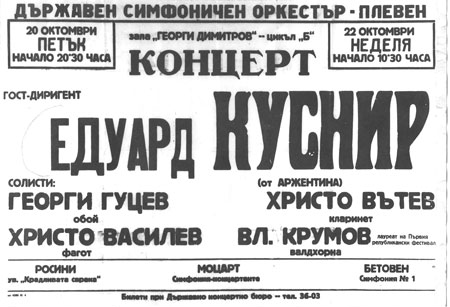 ДЪРЖАВЕН СИМФОНИЧЕН ОРКЕСТЪР - ПЛЕВЕН
20 ОКТОМВРИ
ПЕТЪК
НАЧАЛО 20'30 ЧАСА
зала „ГЕОРГИ ДИМИТРОВ" — цикъл „Б"
КОНЦЕРТ
22 ОКТОМВРИ
НЕДЕЛЯ
НАЧАЛО 10'30 ЧАСА
ГОСТ-ДИРИГЕНТ
ЕДУАРД КУСНИР
СОЛИСТИ: (от АРЖЕНТИНА)
ГЕОРГИ ГУЦЕВ ХРИСТО ВЪТЕВ
обой кларинет
ХРИСТО ВАСИЛЕВ ВЛ. КРУМОВ лауреат на Първия републикански фестивал
фагот валдхорна
РОСИНИ МОЦАРТ БЕТОВЕН
ув. „Крадливата сврака" Симфония-концертанте Симфония № 1
Билети при Държавно концертно бюро — тел. 36-03